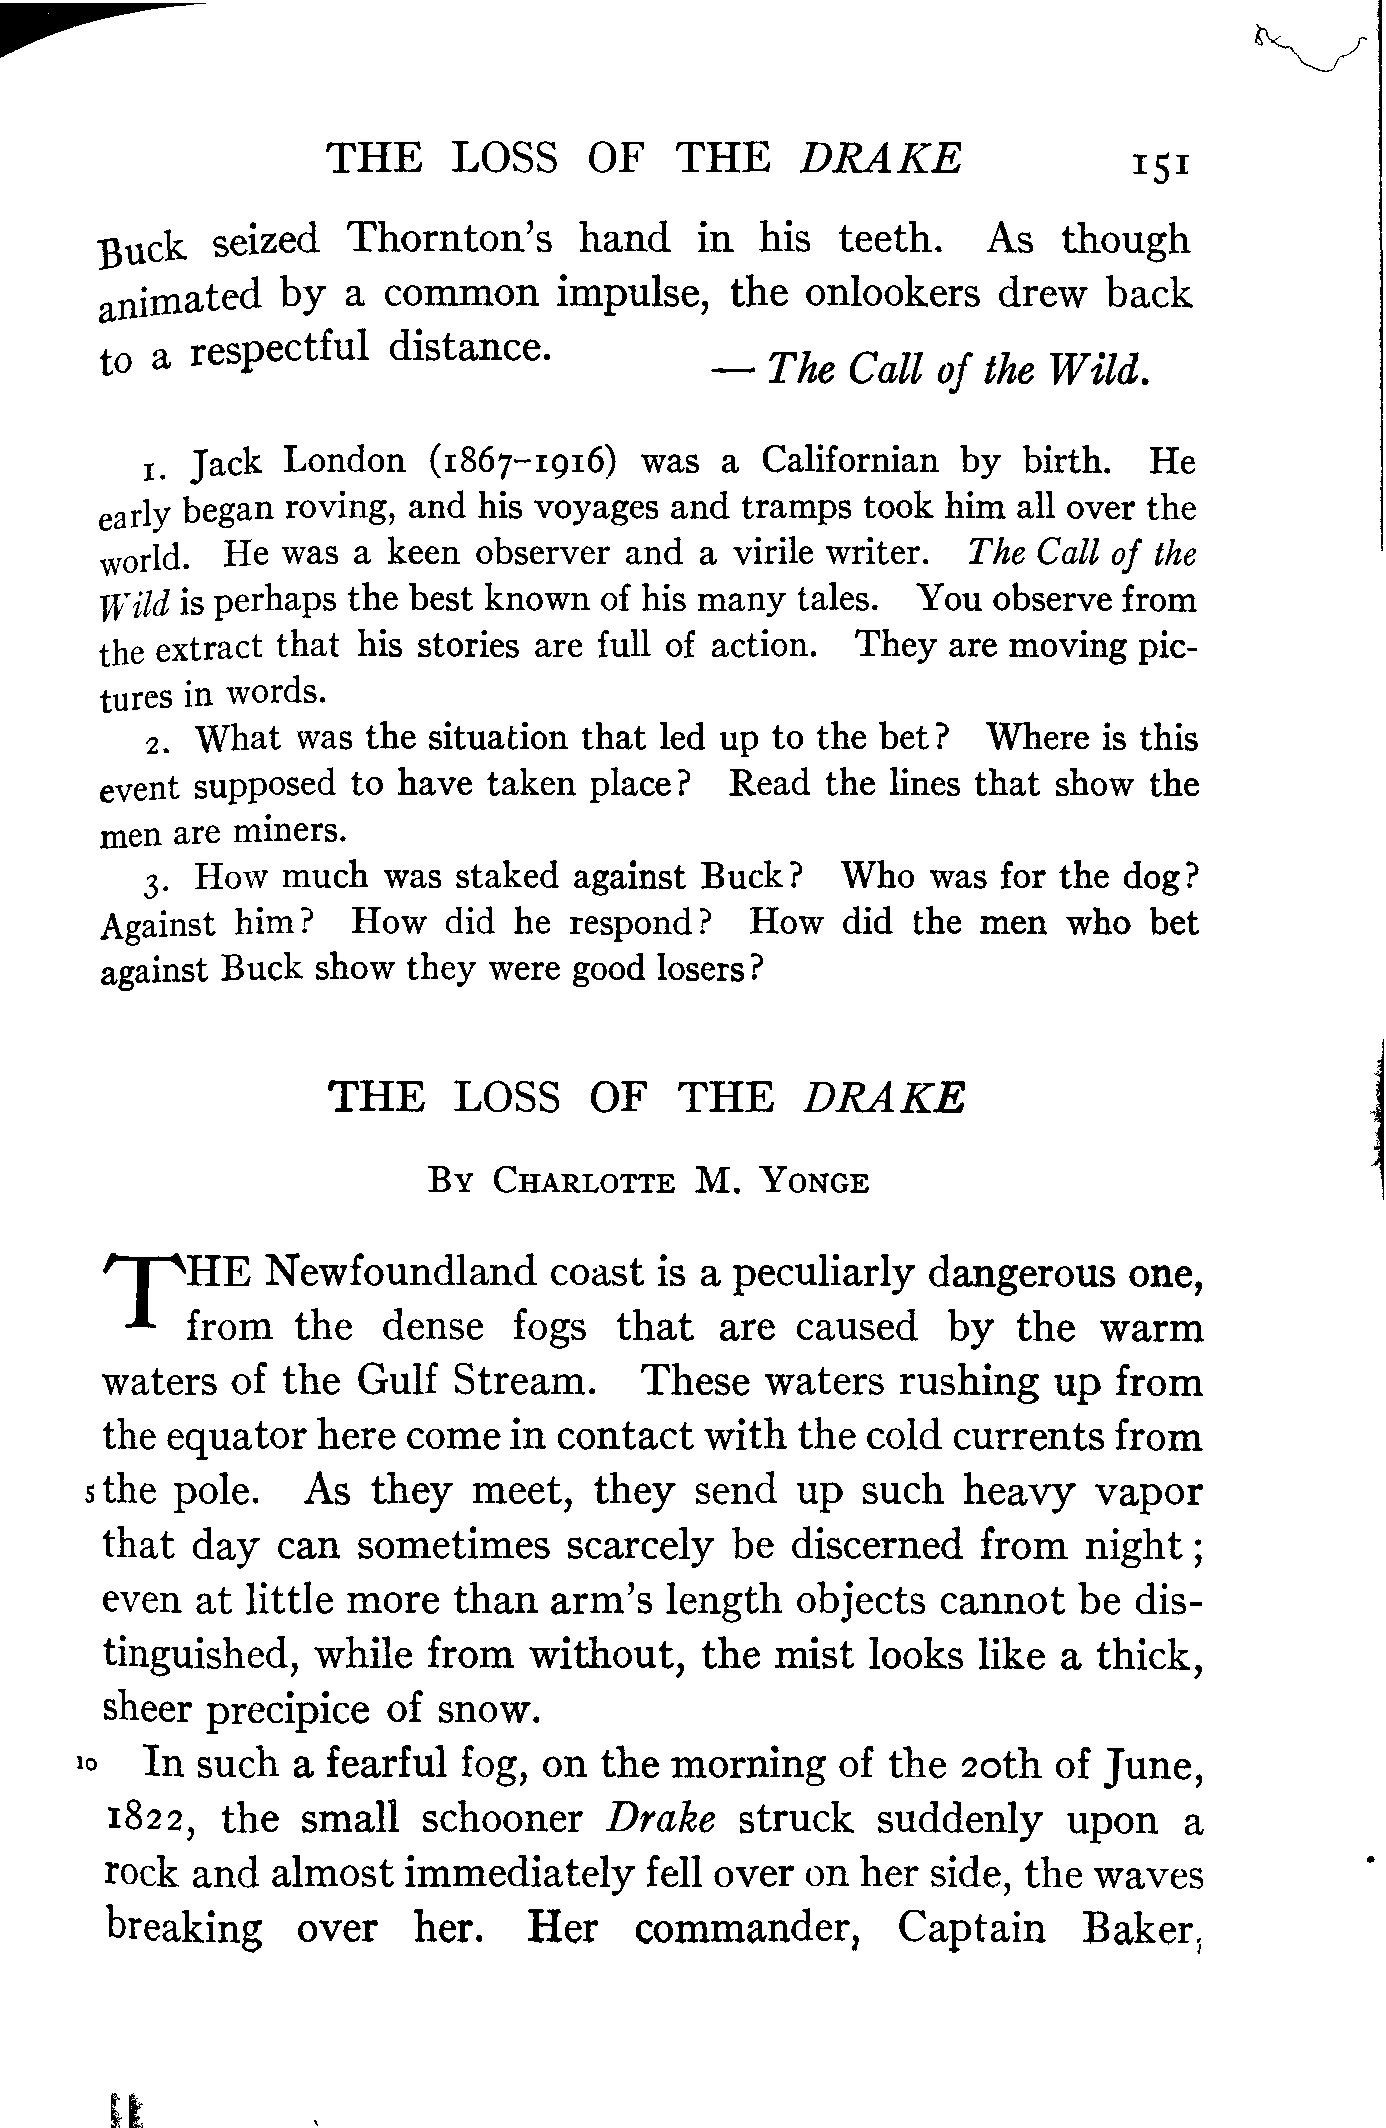 THE LOSS OF THE DRAKE 151
Buck seized Thornton's hand in his teeth. As though
animated by a common impulse, the onlookers drew back
to a respectful distance.
— The Call of the Wild.
1. Jack London (1867–1916) was a Californian by birth. He
early began roving, and his voyages and tramps took him all over the
world. He was a keen observer and a virile writer. The Call of the
Wild is perhaps the best known of his many tales. You observe from
the extract that his stories are full of action. They are moving pic-
tures in words.
2. What was the situation that led up to the bet? Where is this
event supposed to have taken place? Read the lines that show the
men are miners.
3. How much was staked against Buck? Who was for the dog?
Against him? How did he respond? How did the men who bet
against Buck show they were good losers?
THE LOSS OF THE DRAKE
By Charlotte M. Yonge
THE Newfoundland coast is a peculiarly dangerous one,
from the dense fogs that are caused by the warm
waters of the Gulf Stream. These waters rushing up from
the equator here come in contact with the cold currents from
5 the pole. As they meet, they send up such heavy vapor
that day can sometimes scarcely be discerned from night;
even at little more than arm's length objects cannot be dis-
tinguished, while from without, the mist looks like a thick,
sheer precipice of snow.
10 In such a fearful fog, on the morning of the 20th of June,
1822, the small schooner Drake struck suddenly upon a
rock and almost immediately fell over on her side, the waves
breaking over her. Her commander, Captain Baker,